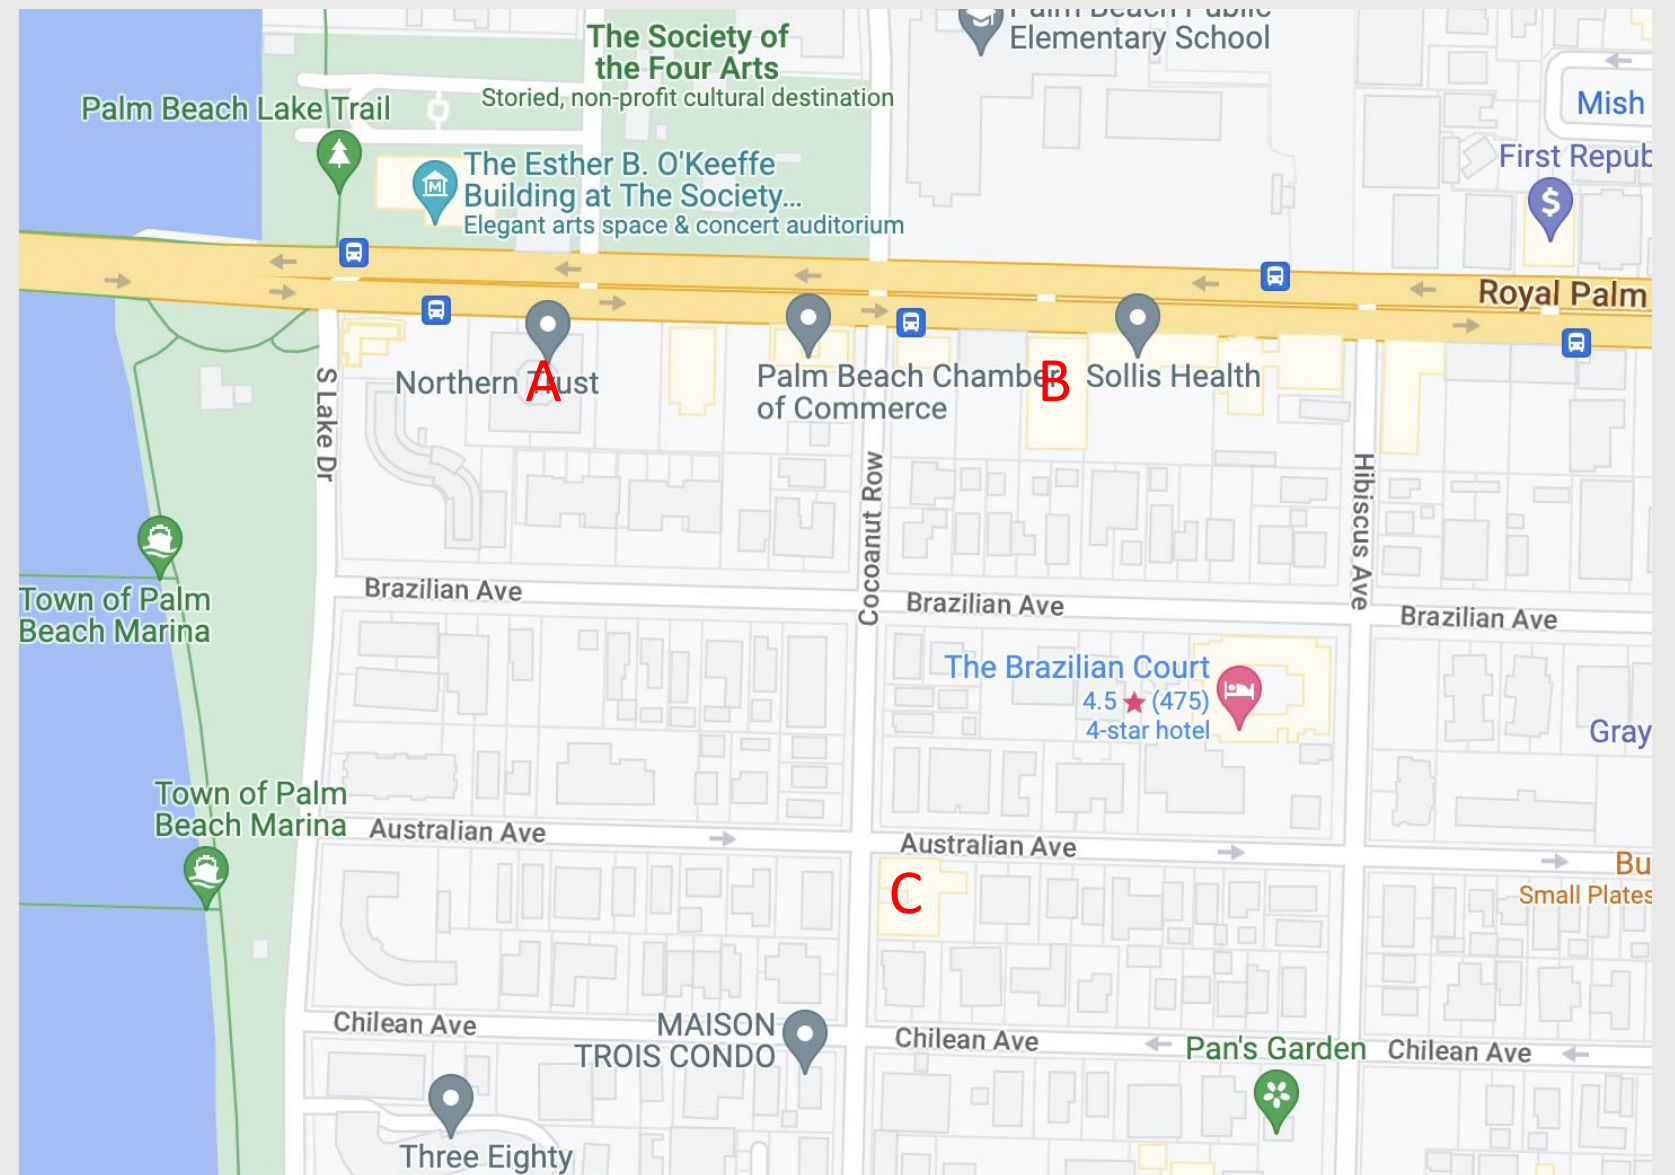 Palm Beach Public
Elementary School
The Society of
the Four Arts
Storied, non-profit cultural destination
Palm Beach Lake Trail
Mish
First Repub
$
M
The Esther B. O'Keeffe
Building at The Society...
Elegant arts space & concert auditorium
Royal Palm
Northern Trust
A
Palm Beach Chamber
of Commerce
B
Sollis Health
S Lake Dr
Cocoanut Row
Hibiscus Ave
Brazilian Ave
Brazilian Ave
Brazilian Ave
Town of Palm
Beach Marina
The Brazilian Court
4.5 ★ (475)
4-star hotel
Gray
Town of Palm
Beach Marina
Australian Ave
Australian Ave
Bu
Small Plates
C
Chilean Ave
MAISON
TROIS CONDO
Chilean Ave
Pan's Garden
Chilean Ave
Three Eighty